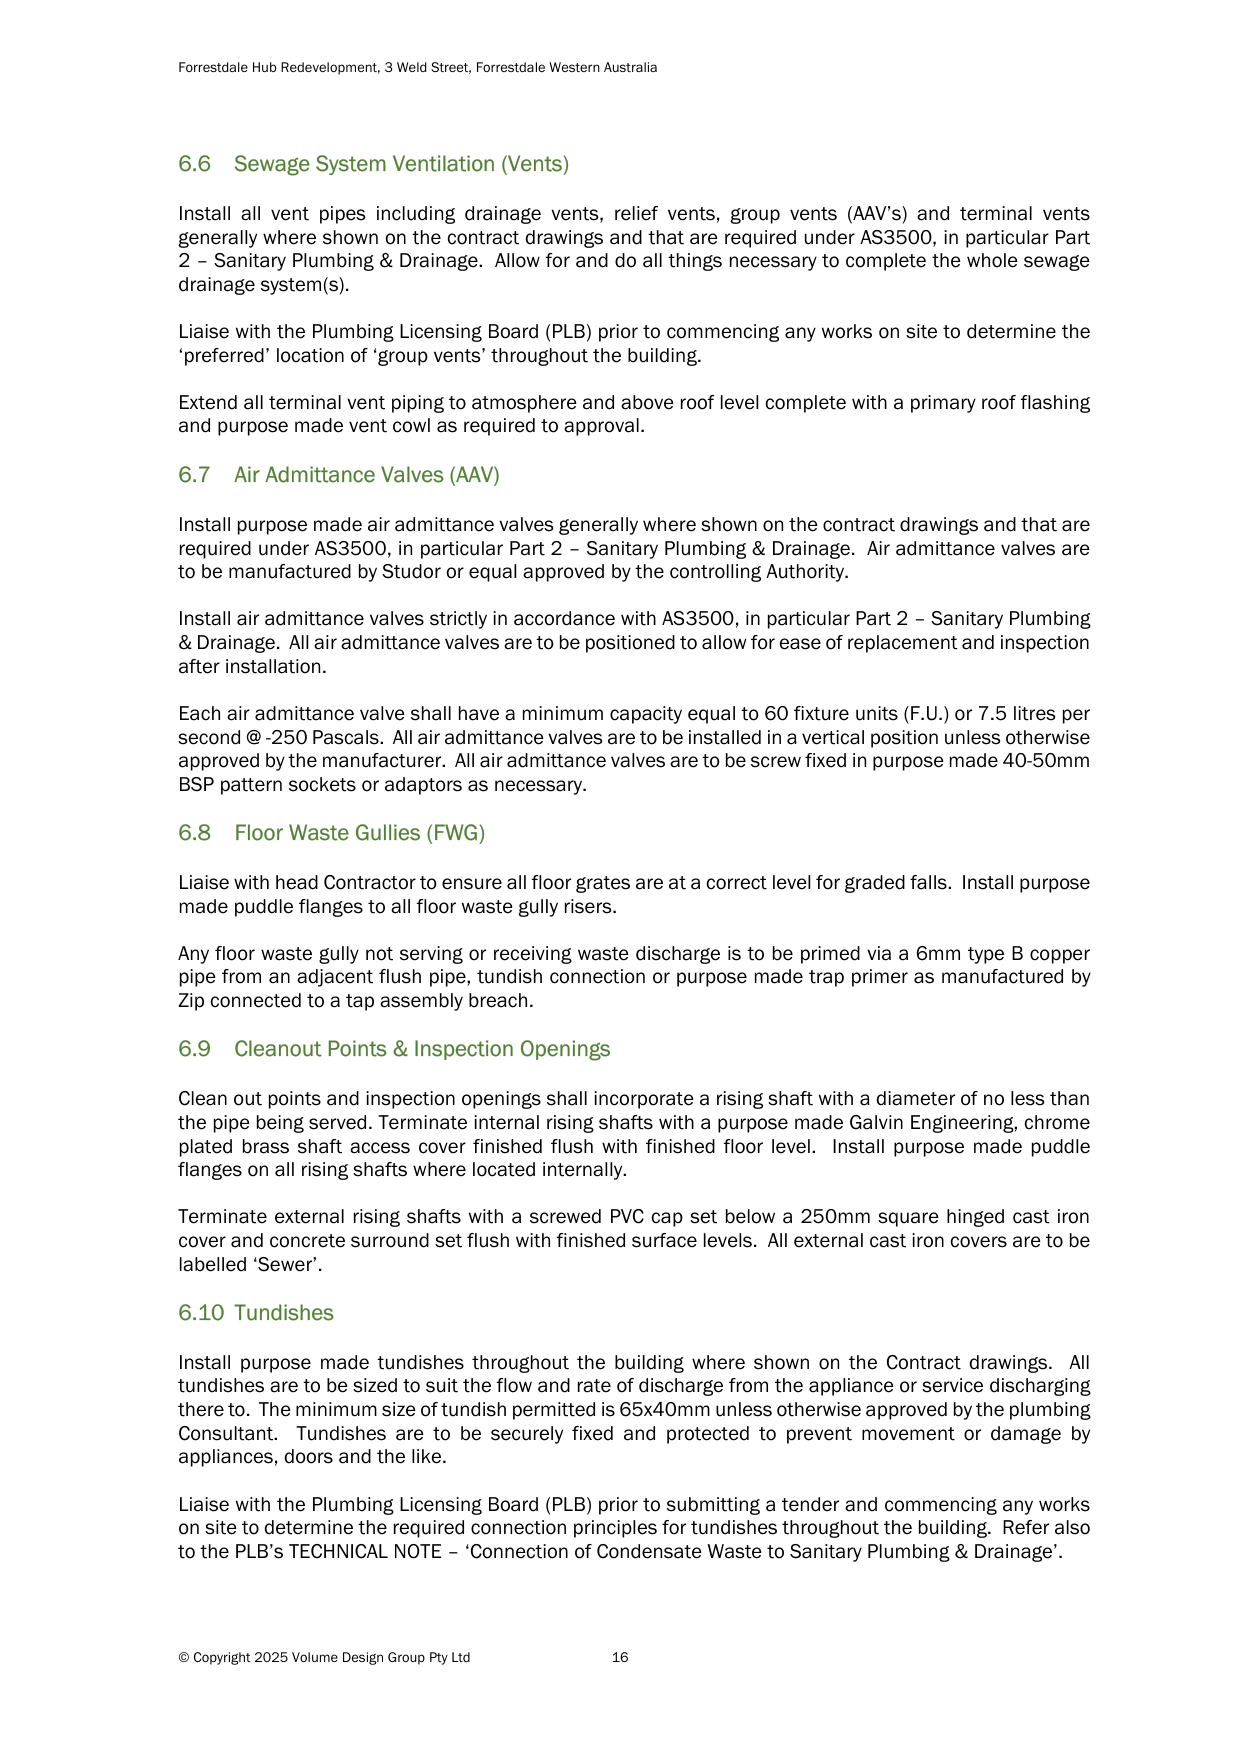 Forrestdale Hub Redevelopment, 3 Weld Street, Forrestdale Western Australia
6.6 Sewage System Ventilation (Vents)
Install all vent pipes including drainage vents, relief vents, group vents (AAV’s) and terminal vents
generally where shown on the contract drawings and that are required under AS3500, in particular Part
2 – Sanitary Plumbing & Drainage. Allow for and do all things necessary to complete the whole sewage
drainage system(s).
Liaise with the Plumbing Licensing Board (PLB) prior to commencing any works on site to determine the
‘preferred’ location of ‘group vents’ throughout the building.
Extend all terminal vent piping to atmosphere and above roof level complete with a primary roof flashing
and purpose made vent cowl as required to approval.
6.7 Air Admittance Valves (AAV)
Install purpose made air admittance valves generally where shown on the contract drawings and that are
required under AS3500, in particular Part 2 – Sanitary Plumbing & Drainage. Air admittance valves are
to be manufactured by Studor or equal approved by the controlling Authority.
Install air admittance valves strictly in accordance with AS3500, in particular Part 2 – Sanitary Plumbing
& Drainage. All air admittance valves are to be positioned to allow for ease of replacement and inspection
after installation.
Each air admittance valve shall have a minimum capacity equal to 60 fixture units (F.U.) or 7.5 litres per
second @ -250 Pascals. All air admittance valves are to be installed in a vertical position unless otherwise
approved by the manufacturer. All air admittance valves are to be screw fixed in purpose made 40-50mm
BSP pattern sockets or adaptors as necessary.
6.8 Floor Waste Gullies (FWG)
Liaise with head Contractor to ensure all floor grates are at a correct level for graded falls. Install purpose
made puddle flanges to all floor waste gully risers.
Any floor waste gully not serving or receiving waste discharge is to be primed via a 6mm type B copper
pipe from an adjacent flush pipe, tundish connection or purpose made trap primer as manufactured by
Zip connected to a tap assembly breach.
6.9 Cleanout Points & Inspection Openings
Clean out points and inspection openings shall incorporate a rising shaft with a diameter of no less than
the pipe being served. Terminate internal rising shafts with a purpose made Galvin Engineering, chrome
plated brass shaft access cover finished flush with finished floor level. Install purpose made puddle
flanges on all rising shafts where located internally.
Terminate external rising shafts with a screwed PVC cap set below a 250mm square hinged cast iron
cover and concrete surround set flush with finished surface levels. All external cast iron covers are to be
labelled ‘Sewer’.
6.10 Tundishes
Install purpose made tundishes throughout the building where shown on the Contract drawings. All
tundishes are to be sized to suit the flow and rate of discharge from the appliance or service discharging
there to. The minimum size of tundish permitted is 65x40mm unless otherwise approved by the plumbing
Consultant. Tundishes are to be securely fixed and protected to prevent movement or damage by
appliances, doors and the like.
Liaise with the Plumbing Licensing Board (PLB) prior to submitting a tender and commencing any works
on site to determine the required connection principles for tundishes throughout the building. Refer also
to the PLB’s TECHNICAL NOTE – ‘Connection of Condensate Waste to Sanitary Plumbing & Drainage’.
© Copyright 2025 Volume Design Group Pty Ltd 16